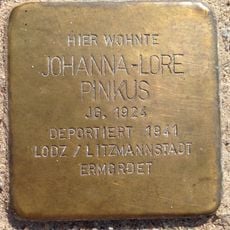 HIER WOHNTE
JOHANNA-LORE
PINKUS
JG. 1924
DEPORTIERT 1941
LODZ / LITZMANNSTADT
ERMORDET